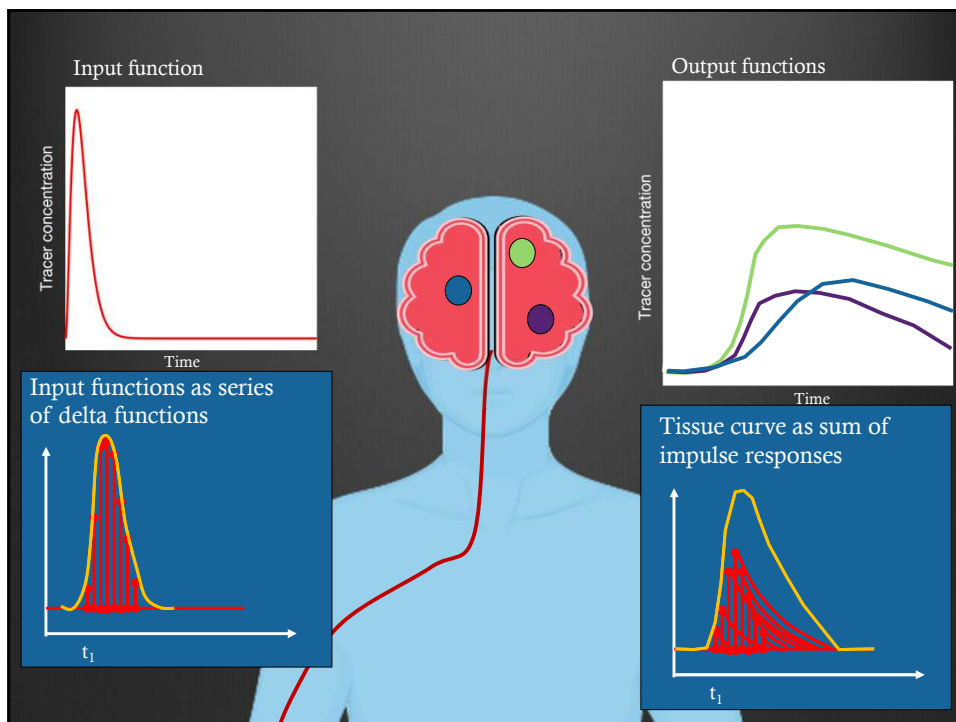 Input function
Tracer concentration
Time
Output functions
Tracer concentration
Time
Input functions as series
of delta functions
t₁
Tissue curve as sum of
impulse responses
t₁